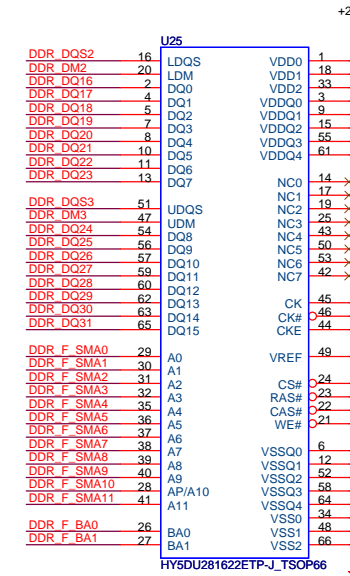 +2
U25
DDR_DQS2 16 LDQS VDD0 1
DDR_DM2 20 LDM VDD1 18
DDR_DQ16 2 DQ0 VDD2 33
DDR_DQ17 4 DQ1 VDDQ0 3
DDR_DQ18 5 DQ2 VDDQ1 9
DDR_DQ19 7 DQ3 VDDQ2 15
DDR_DQ20 8 DQ4 VDDQ3 55
DDR_DQ21 10 DQ5 VDDQ4 61
DDR_DQ22 11 DQ6
DDR_DQ23 13 DQ7 NC0 14
NC1 17
DDR_DQS3 51 UDQS NC2 19
DDR_DM3 47 UDM NC3 25
DDR_DQ24 54 DQ8 NC4 43
DDR_DQ25 56 DQ9 NC5 50
DDR_DQ26 57 DQ10 NC6 53
DDR_DQ27 59 DQ11 NC7 42
DDR_DQ28 60 DQ12
DDR_DQ29 62 DQ13 CK 45
DDR_DQ30 63 DQ14 CK# 46
DDR_DQ31 65 DQ15 CKE 44
DDR_F_SMA0 29 A0 VREF 49
DDR_F_SMA1 30 A1
DDR_F_SMA2 31 A2 CS# 24
DDR_F_SMA3 32 A3 RAS# 23
DDR_F_SMA4 35 A4 CAS# 22
DDR_F_SMA5 36 A5 WE# 21
DDR_F_SMA6 37 A6
DDR_F_SMA7 38 A7 VSSQ0 6
DDR_F_SMA8 39 A8 VSSQ1 12
DDR_F_SMA9 40 A9 VSSQ2 52
DDR_F_SMA10 28 AP/A10 VSSQ3 58
DDR_F_SMA11 41 A11 VSSQ4 64
VSS0 34
DDR_F_BA0 26 BA0 VSS1 48
DDR_F_BA1 27 BA1 VSS2 66
HY5DU281622ETP-J_TSOP66